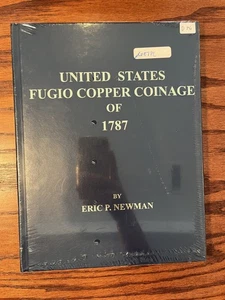 UNITED STATES
FUGIO COPPER COINAGE
OF
1787
BY
ERIC P. NEWMAN